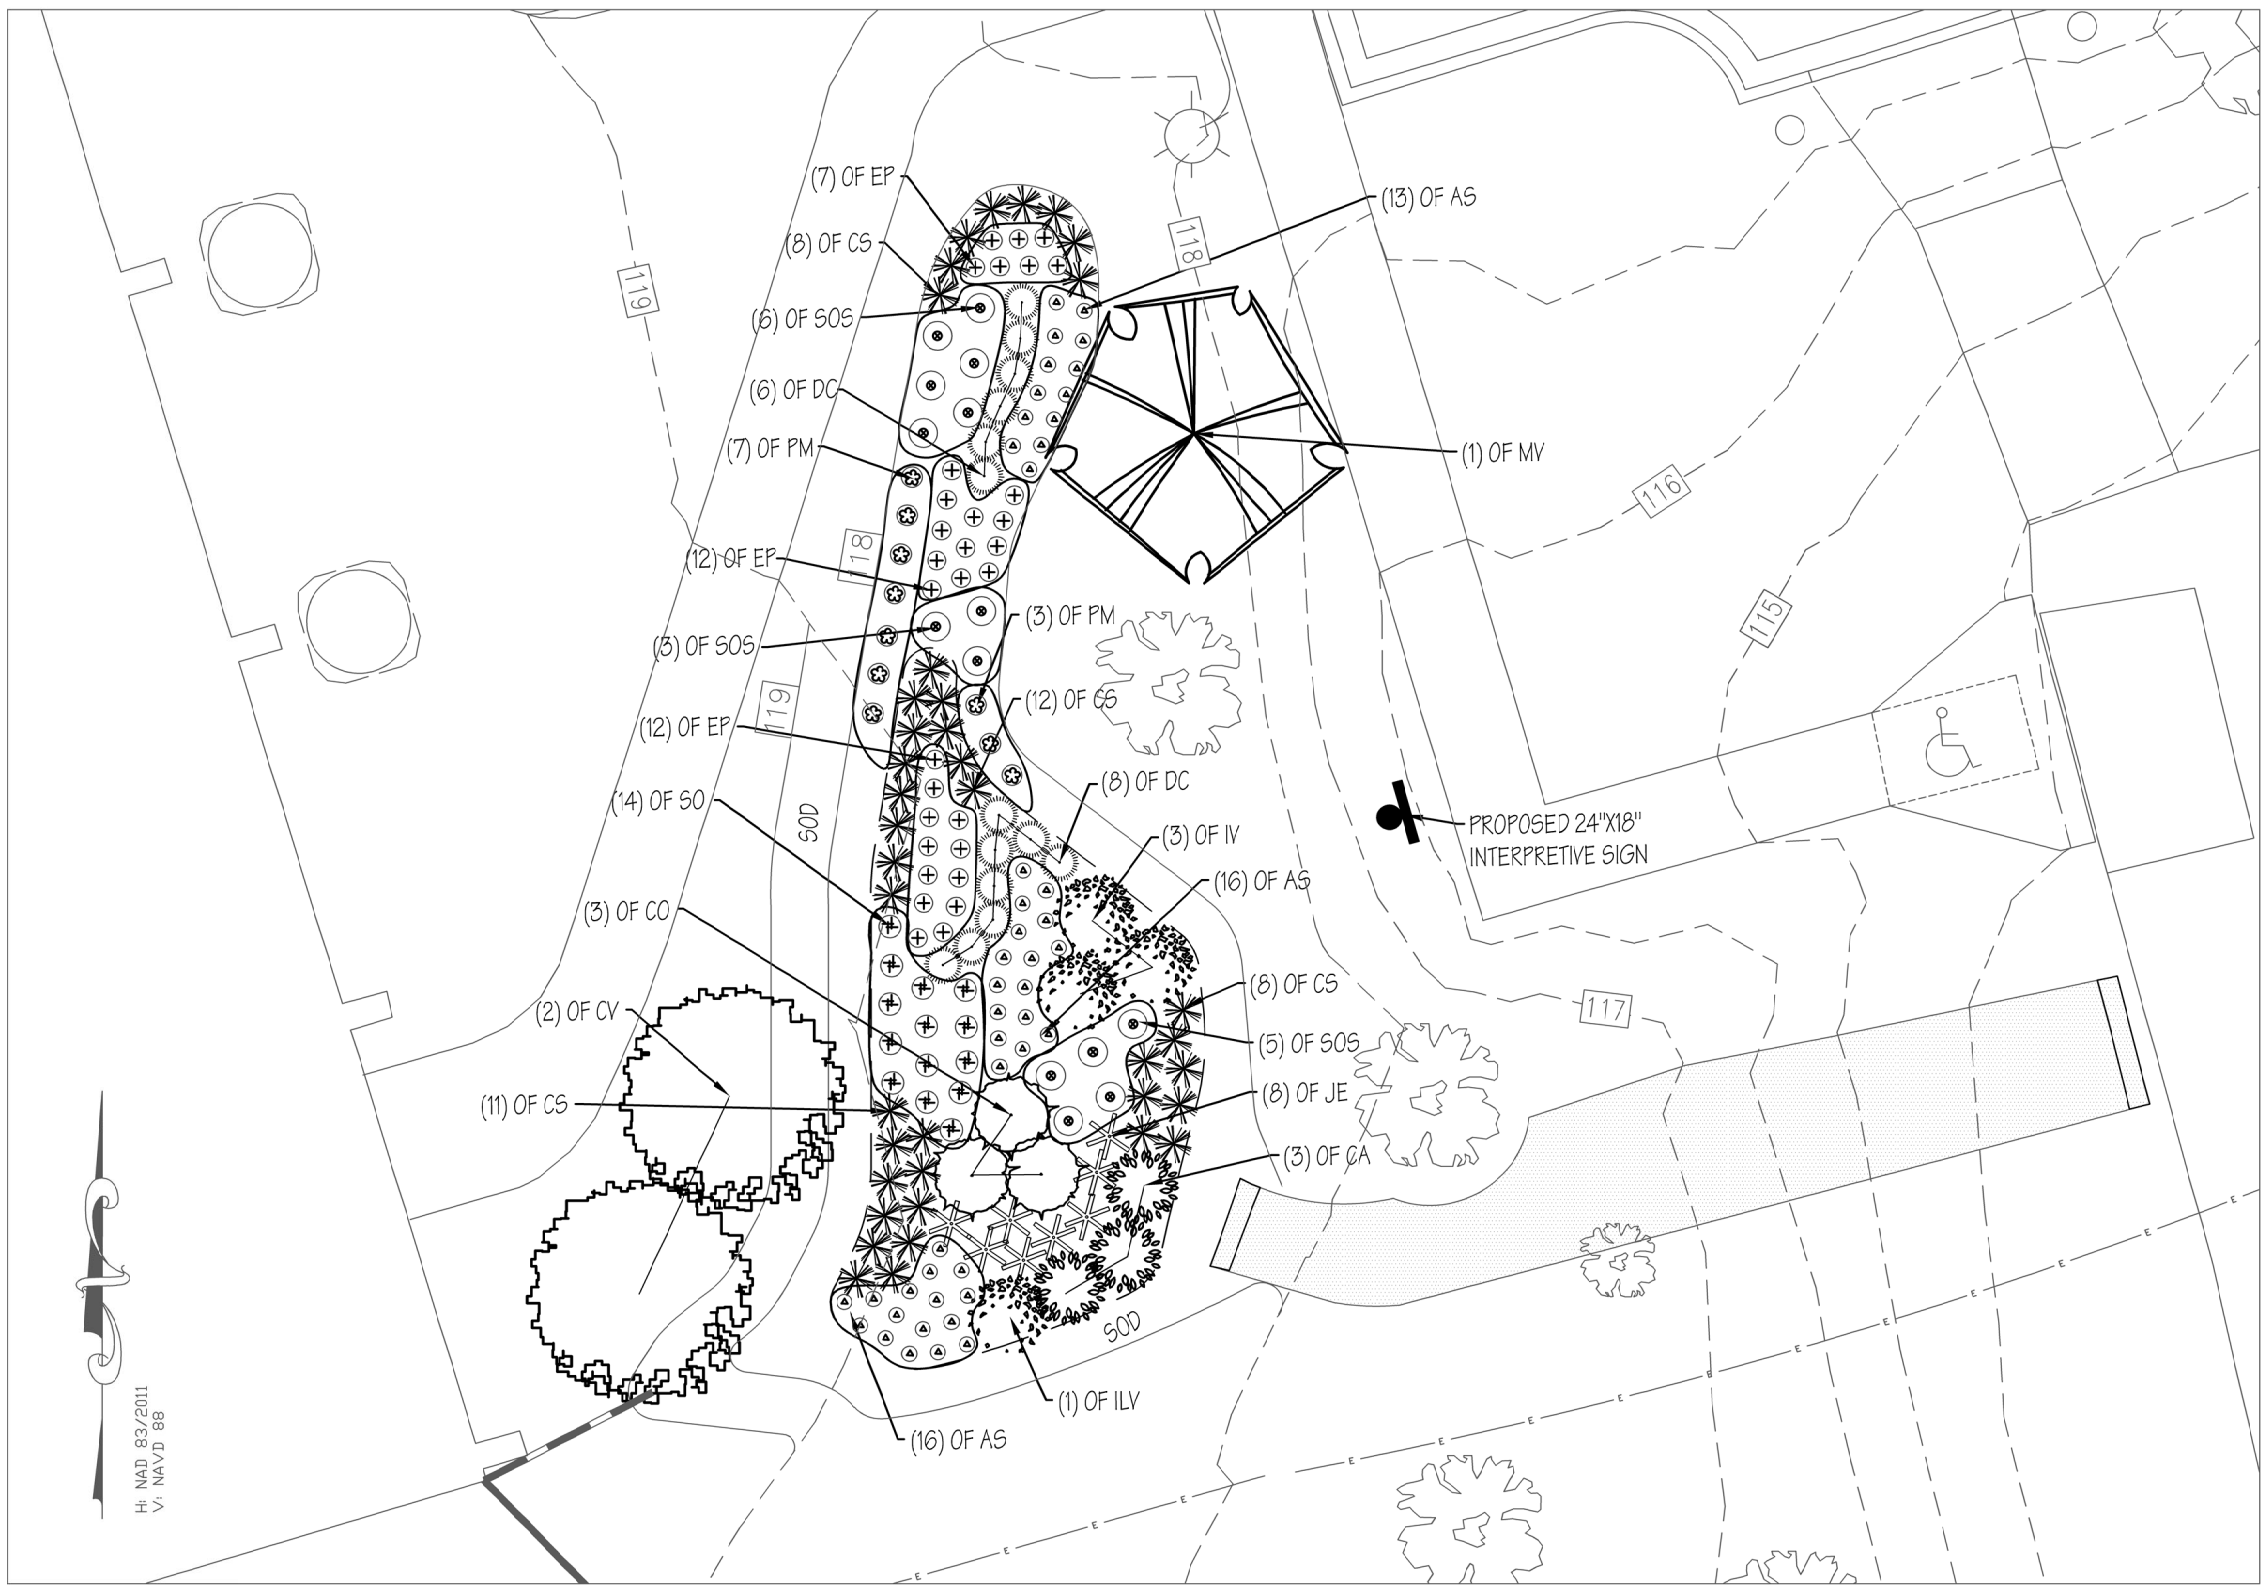 (7) OF EP
(13) OF AS
(8) OF CS
118
119
(6) OF SOS
(6) OF DC
(7) OF PM
(1) OF MV
116
118
(12) OF EP
(3) OF PM
115
(3) OF SOS
119
(12) OF CS
(12) OF EP
(8) OF DC
(14) OF SO
SOD
PROPOSED 24"X18"
INTERPRETIVE SIGN
(3) OF IV
(16) OF AS
(3) OF CO
(8) OF CS
117
(2) OF CV
(5) OF SOS
(8) OF JE
(11) OF CS
(3) OF CA
SOD
(1) OF ILV
(16) OF AS
H: NAD 83/2011
V: NAVD 88
E
E
E
E
E
E
E
E
E
E
E
E
E